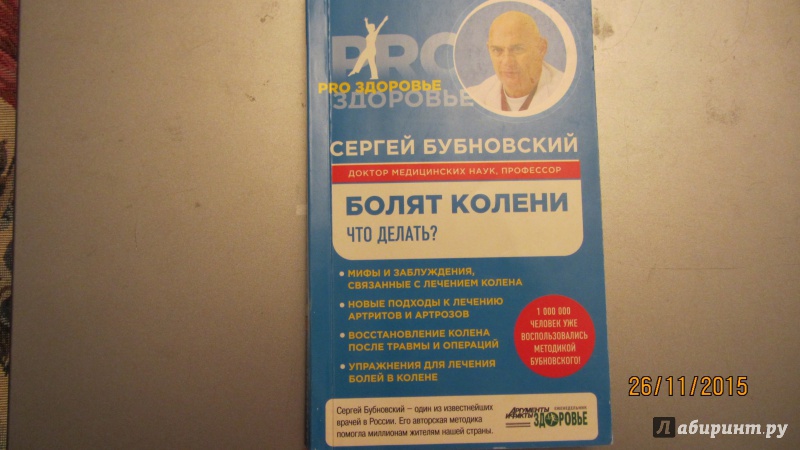 PRO
PRO ЗДОРОВЬЕ
ЗДОРОВЬЕ
СЕРГЕЙ БУБНОВСКИЙ
ДОКТОР МЕДИЦИНСКИХ НАУК, ПРОФЕССОР
БОЛЯТ КОЛЕНИ
ЧТО ДЕЛАТЬ?
• МИФЫ И ЗАБЛУЖДЕНИЯ,
СВЯЗАННЫЕ С ЛЕЧЕНИЕМ КОЛЕНА
• НОВЫЕ ПОДХОДЫ К ЛЕЧЕНИЮ
АРТРИТОВ И АРТРОЗОВ
• ВОССТАНОВЛЕНИЕ КОЛЕНА
ПОСЛЕ ТРАВМЫ И ОПЕРАЦИЙ
• УПРАЖНЕНИЯ ДЛЯ ЛЕЧЕНИЯ
БОЛЕЙ В КОЛЕНЕ
1 000 000
ЧЕЛОВЕК УЖЕ
ВОСПОЛЬЗОВАЛИСЬ
МЕТОДИКОЙ
БУБНОВСКОГО!
Сергей Бубновский – один из известнейших
врачей в России. Его авторская методика
помогла миллионам жителям нашей страны.
АРГУМЕНТЫ
И ФАКТЫ
ЕЖЕНЕДЕЛЬНИК
ЗДОРОВЬЕ
26/11/2015
Лабиринт.ру